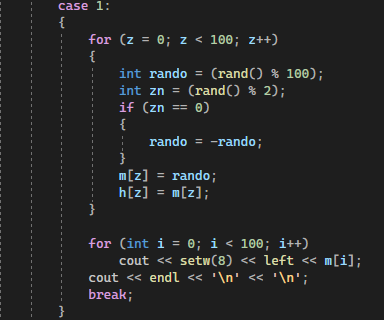 case 1:
{
for (z = 0; z < 100; z++)
{
int rando = (rand() % 100);
int zn = (rand() % 2);
if (zn == 0)
{
rando = -rando;
}
m[z] = rando;
h[z] = m[z];
}
for (int i = 0; i < 100; i++)
cout << setw(8) << left << m[i];
cout << endl << '\n' << '\n';
break;
}